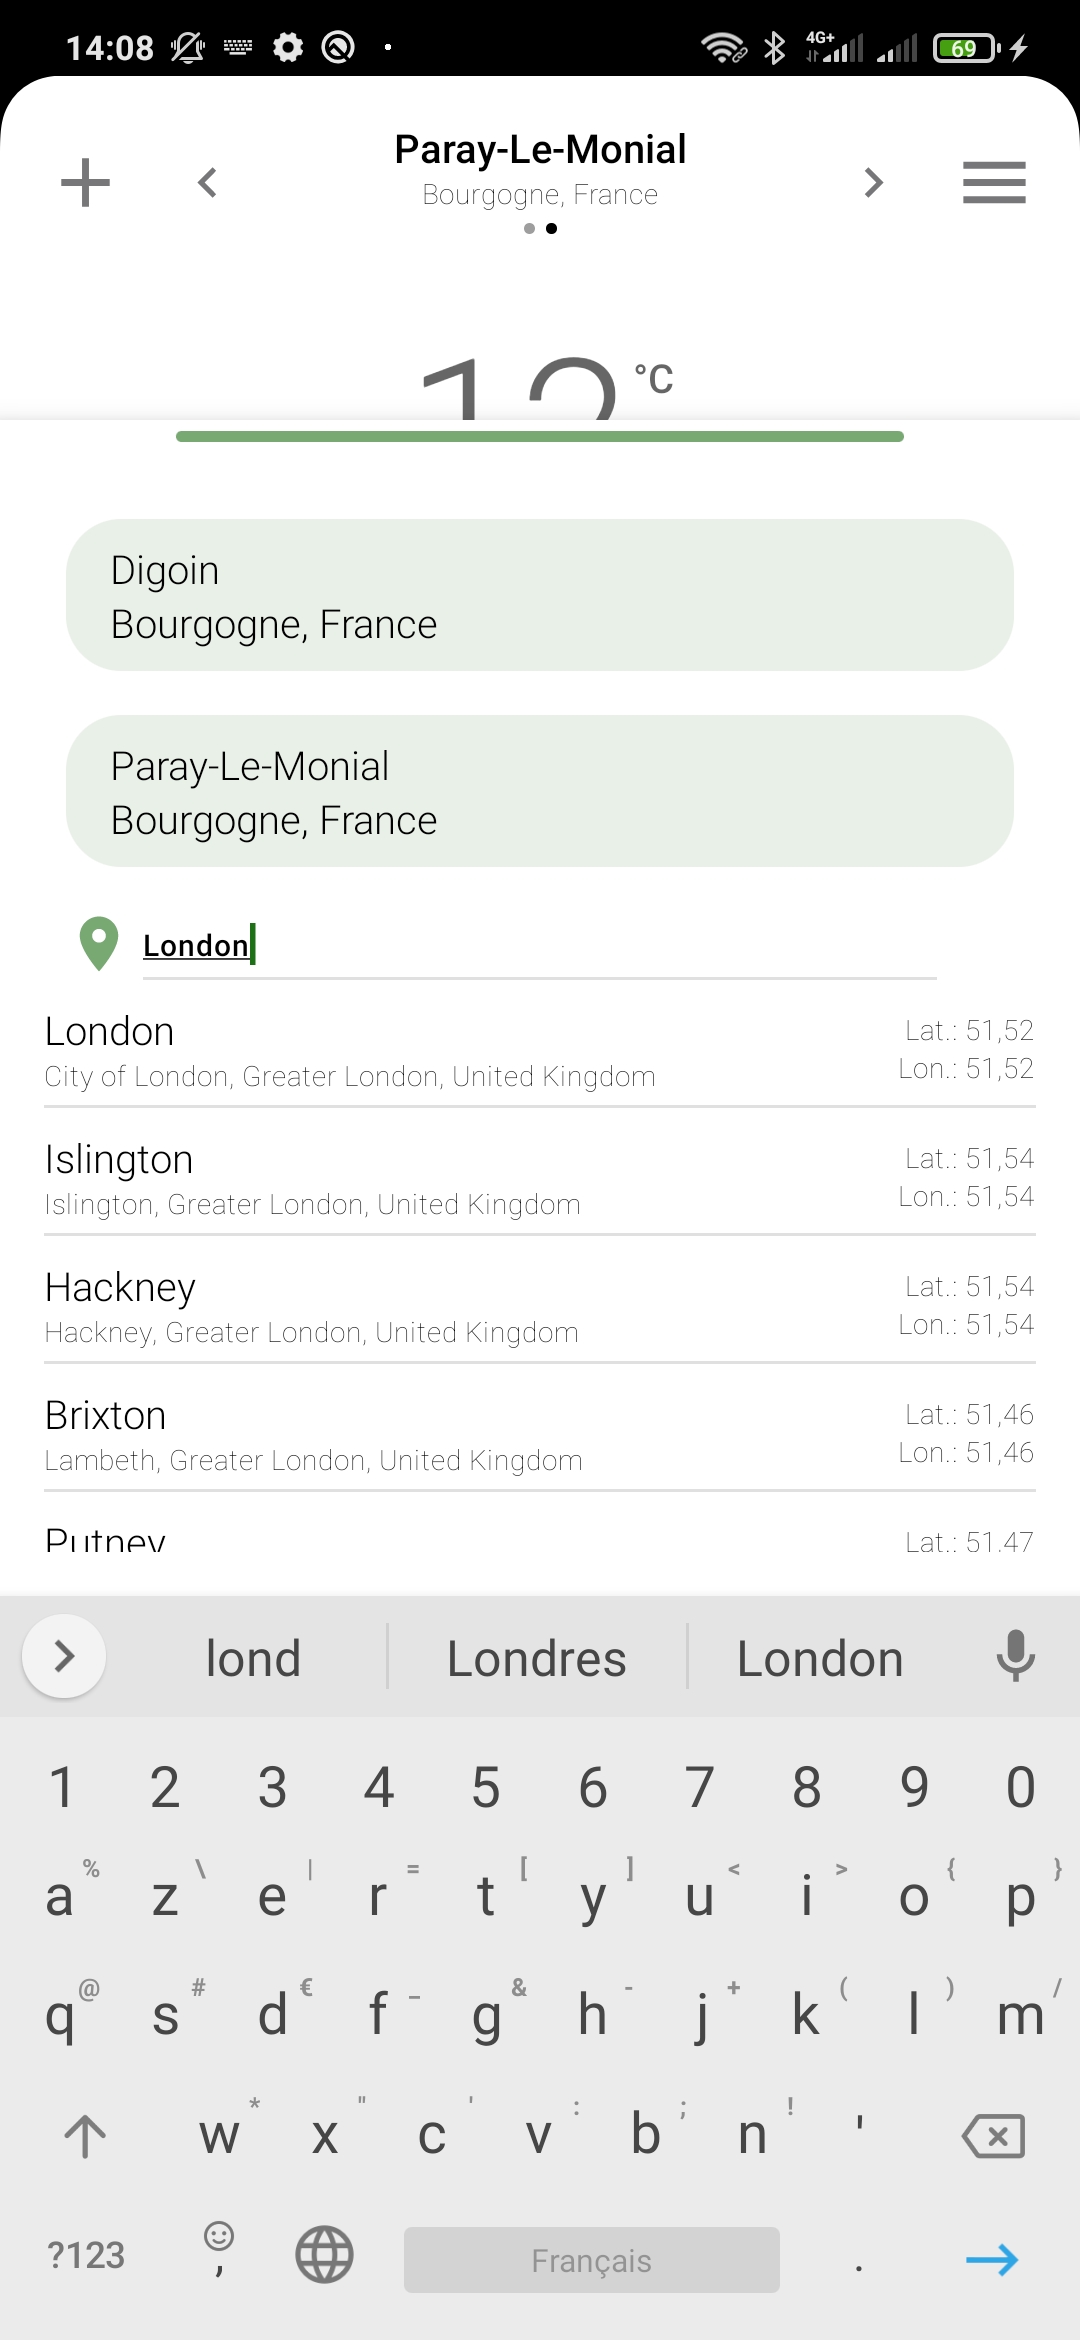 14:08 4G+ 69
Paray-Le-Monial
Bourgogne, France
12 °C
Digoin
Bourgogne, France
Paray-Le-Monial
Bourgogne, France
London
London Lat.: 51,52
City of London, Greater London, United Kingdom Lon.: 51,52
Islington Lat.: 51,54
Islington, Greater London, United Kingdom Lon.: 51,54
Hackney Lat.: 51,54
Hackney, Greater London, United Kingdom Lon.: 51,54
Brixton Lat.: 51,46
Lambeth, Greater London, United Kingdom Lon.: 51,46
Putney Lat.: 51,47
lond Londres London
1 2 3 4 5 6 7 8 9 0
% \ | = [ ] < > { }
a z e r t y u i o p
@ # € _ & - + ( ) /
q s d f g h j k l m
* " ' : ; !
w x c v b n '
?123 , Français .